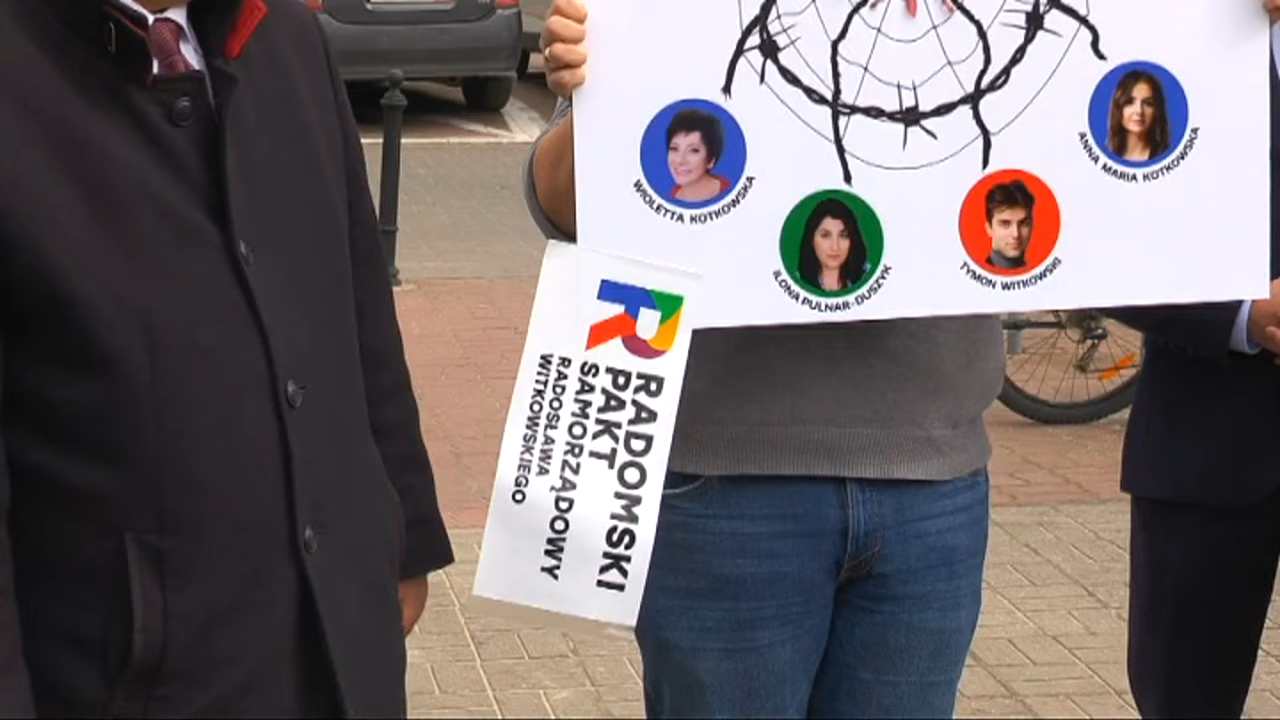 WIOLETTA KOTKOWSKA
ILONA PULNAR-DUSZYK
TYMON WITKOWSKI
ANNA MARIA KOTKOWSKA
RADOMSKI
PAKT
SAMORZĄDOWY
RADOSŁAWA
WITKOWSKIEGO